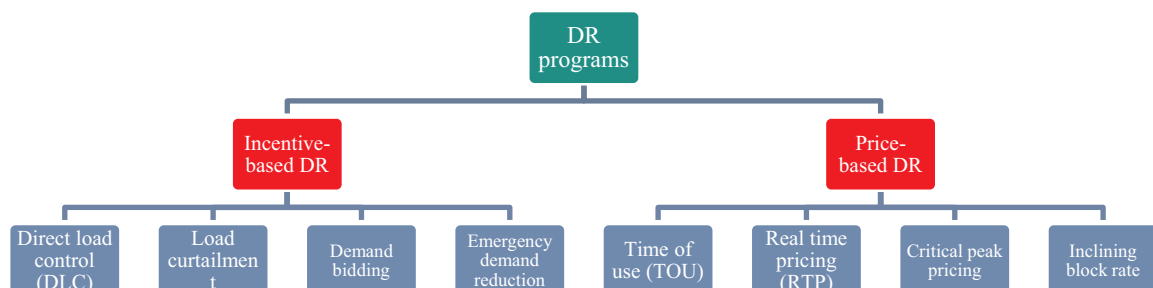 DR
programs
Incentive-
based DR
Price-
based DR
Direct load
control
(DLC)
Load
curtailmen
t
Demand
bidding
Emergency
demand
reduction
Time of
use (TOU)
Real time
pricing
(RTP)
Critical peak
pricing
Inclining
block rate